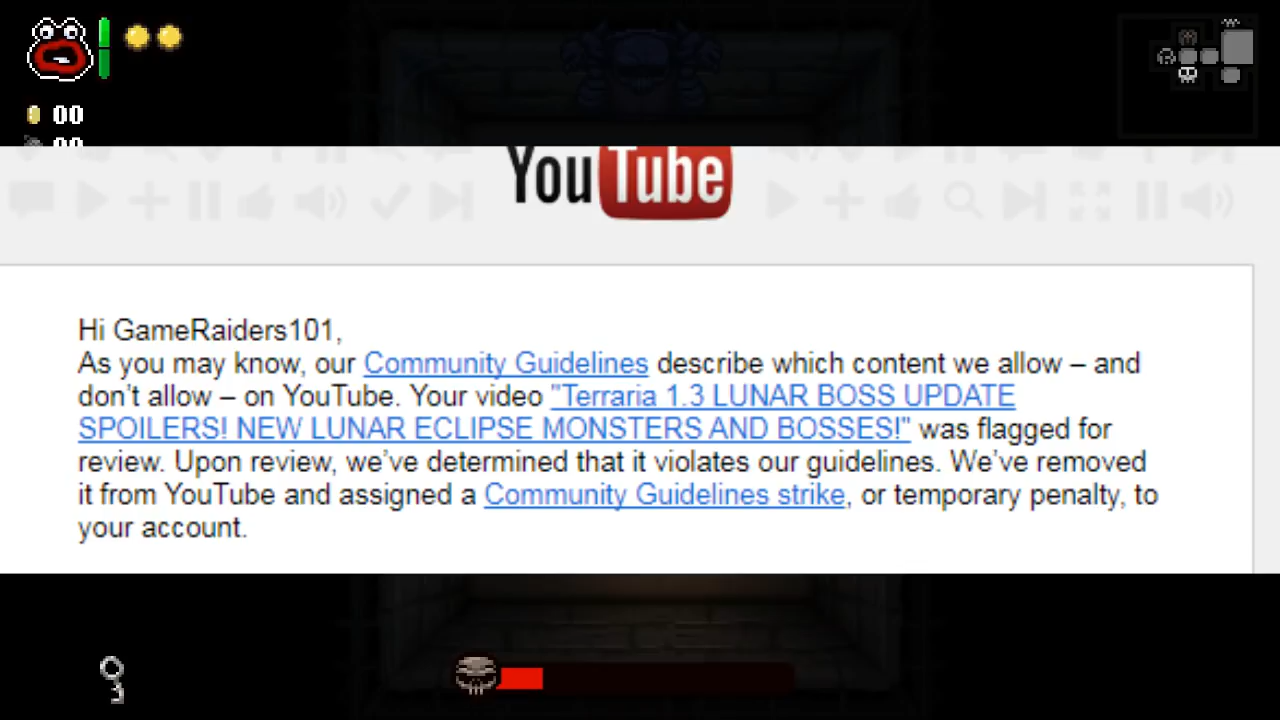 00
00
YouTube
Hi GameRaiders101,
As you may know, our Community Guidelines describe which content we allow – and
don't allow – on YouTube. Your video "Terraria 1.3 LUNAR BOSS UPDATE
SPOILERS! NEW LUNAR ECLIPSE MONSTERS AND BOSSES!" was flagged for
review. Upon review, we've determined that it violates our guidelines. We've removed
it from YouTube and assigned a Community Guidelines strike, or temporary penalty, to
your account.